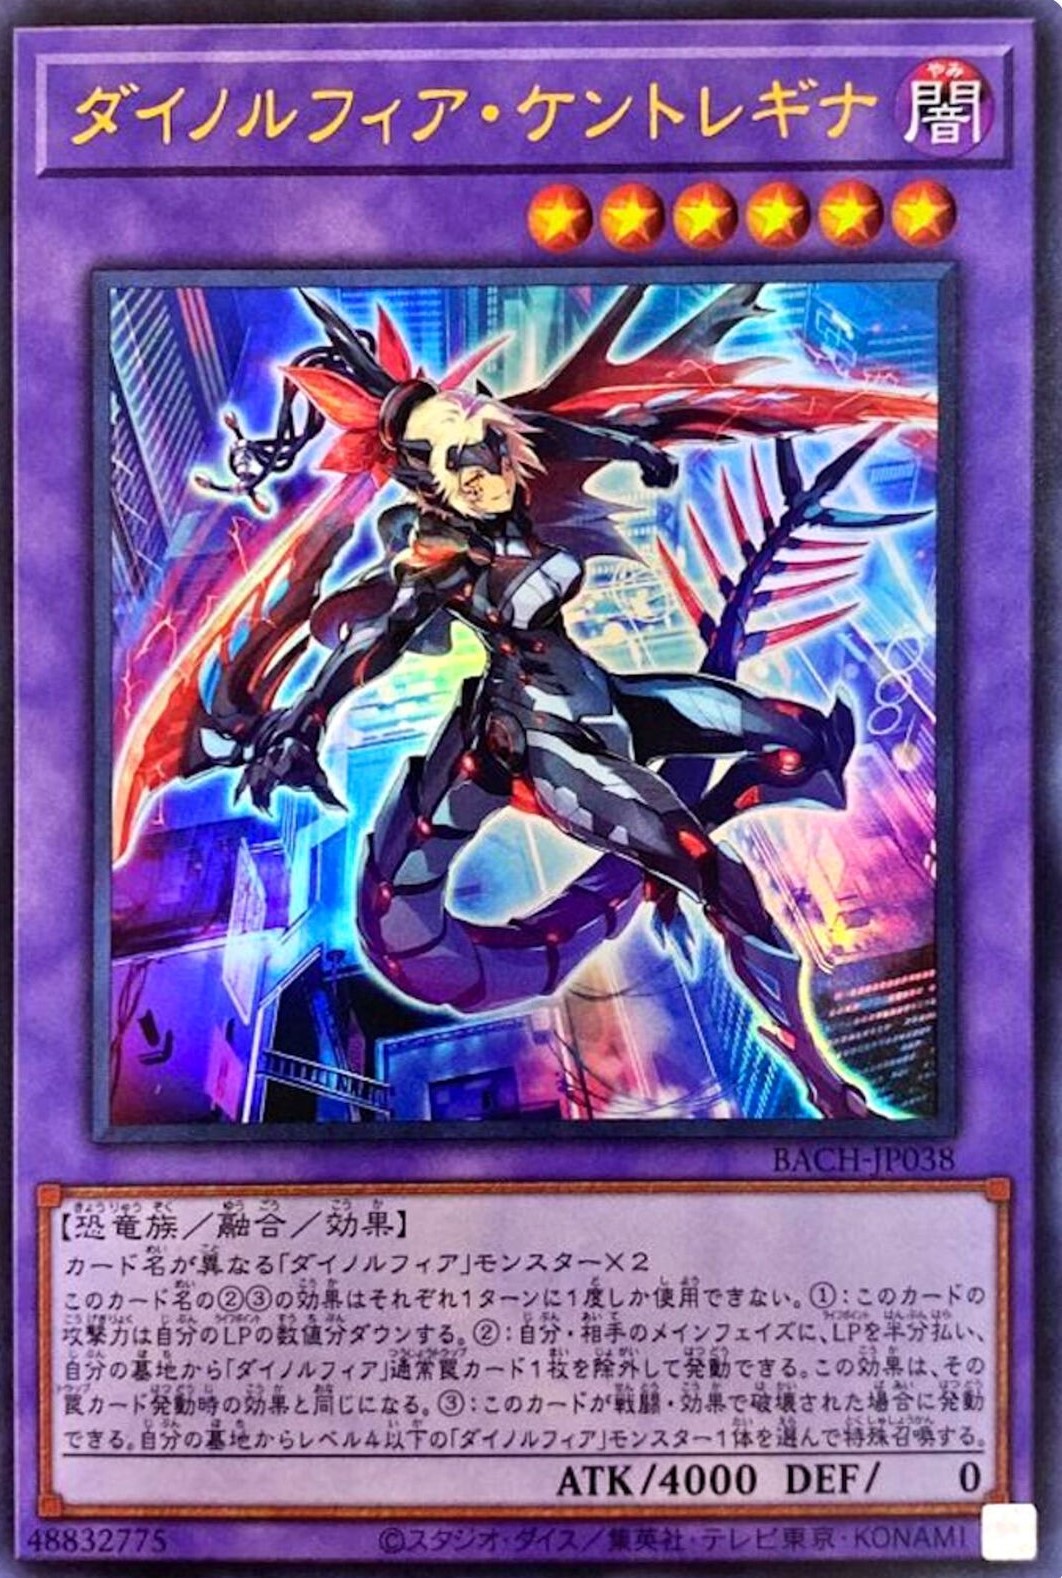 ダイノルフィア・ケントレギナ
闇
BACH-JP038
【恐竜族／融合／効果】
カード名が異なる「ダイノルフィア」モンスター×２
このカード名の②③の効果はそれぞれ１ターンに１度しか使用できない。①：このカードの
攻撃力は自分のLPの数値分ダウンする。②：自分・相手のメインフェイズに、LPを半分払い、
自分の墓地から「ダイノルフィア」通常罠カード１枚を除外して発動できる。この効果は、その
罠カード発動時の効果と同じになる。③：このカードが戦闘・効果で破壊された場合に発動
できる。自分の墓地からレベル４以下の「ダイノルフィア」モンスター１体を選んで特殊召喚する。
ATK/4000 DEF/ 0
48832775 ©スタジオ・ダイス／集英社・テレビ東京・KONAMI